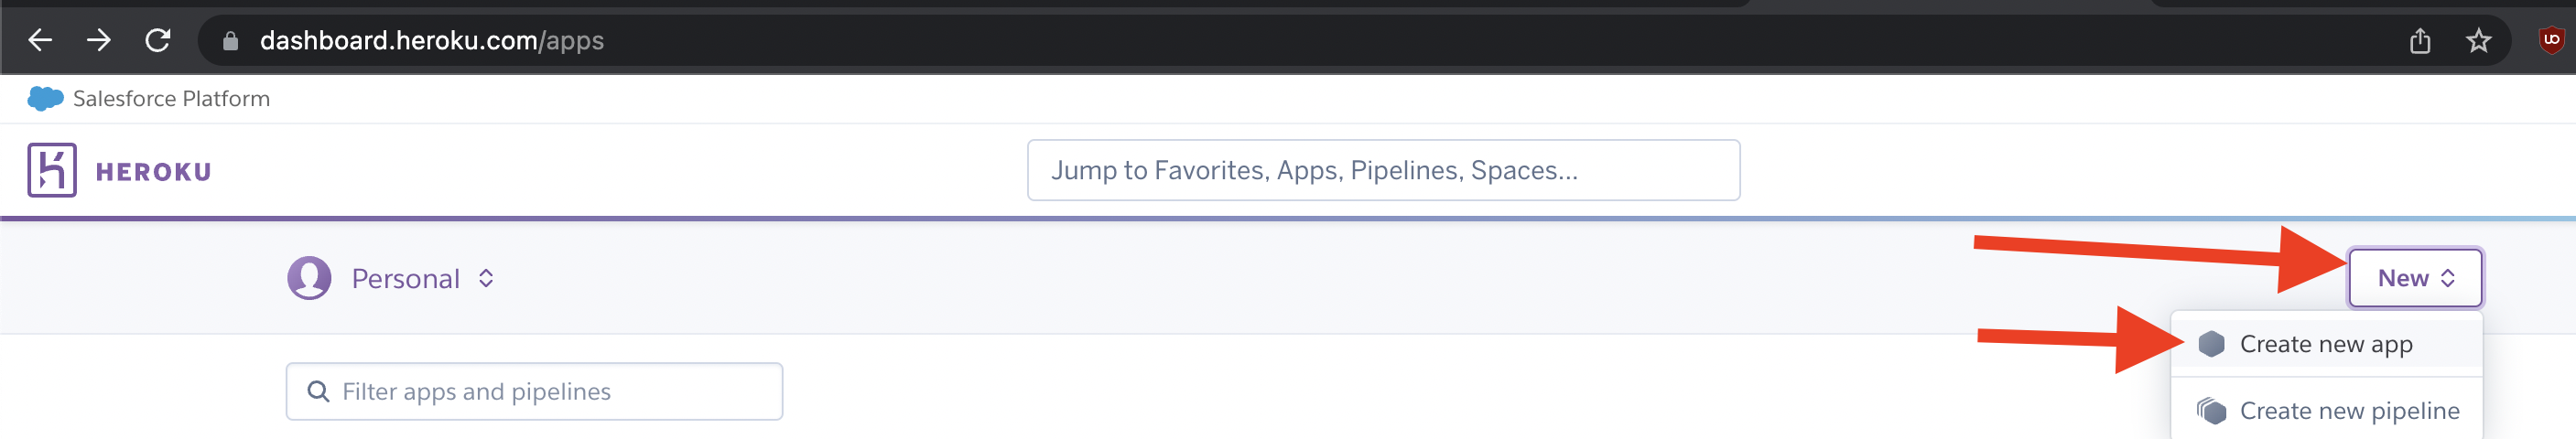 dashboard.heroku.com/apps
uo
Salesforce Platform
HEROKU
Jump to Favorites, Apps, Pipelines, Spaces...
Personal
New
Create new app
Filter apps and pipelines
Create new pipeline